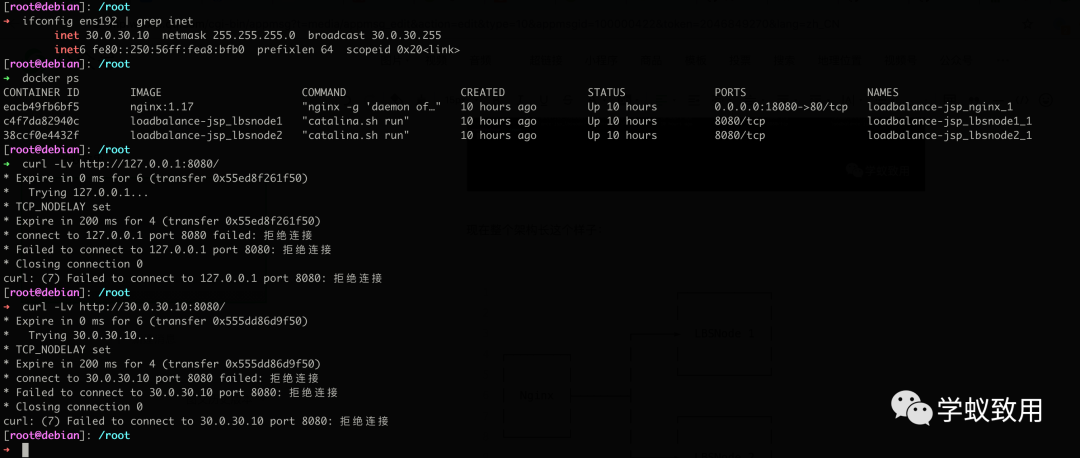 [root@debian]: /root
➜ ifconfig ens192 | grep inet
inet 30.0.30.10 netmask 255.255.255.0 broadcast 30.0.30.255
inet6 fe80::250:56ff:fea8:bfb0 prefixlen 64 scopeid 0x20<link>
[root@debian]: /root
➜ docker ps
CONTAINER ID IMAGE COMMAND CREATED STATUS PORTS NAMES
eacb49fb6bf5 nginx:1.17 "nginx -g 'daemon of…" 10 hours ago Up 10 hours 0.0.0.0:18080->80/tcp loadbalance-jsp_nginx_1
c4f7da82940c loadbalance-jsp_lbsnode1 "catalina.sh run" 10 hours ago Up 10 hours 8080/tcp loadbalance-jsp_lbsnode1_1
38ccf0e4432f loadbalance-jsp_lbsnode2 "catalina.sh run" 10 hours ago Up 10 hours 8080/tcp loadbalance-jsp_lbsnode2_1
[root@debian]: /root
➜ curl -Lv http://127.0.0.1:8080/
* Expire in 0 ms for 6 (transfer 0x55ed8f261f50)
* Trying 127.0.0.1...
* TCP_NODELAY set
* Expire in 200 ms for 4 (transfer 0x55ed8f261f50)
* connect to 127.0.0.1 port 8080 failed: 拒绝连接
* Failed to connect to 127.0.0.1 port 8080: 拒绝连接
* Closing connection 0
curl: (7) Failed to connect to 127.0.0.1 port 8080: 拒绝连接
[root@debian]: /root
➜ curl -Lv http://30.0.30.10:8080/
* Expire in 0 ms for 6 (transfer 0x555dd86d9f50)
* Trying 30.0.30.10...
* TCP_NODELAY set
* Expire in 200 ms for 4 (transfer 0x555dd86d9f50)
* connect to 30.0.30.10 port 8080 failed: 拒绝连接
* Failed to connect to 30.0.30.10 port 8080: 拒绝连接
* Closing connection 0
curl: (7) Failed to connect to 30.0.30.10 port 8080: 拒绝连接
[root@debian]: /root
➜
学蚁致用
学蚁致用